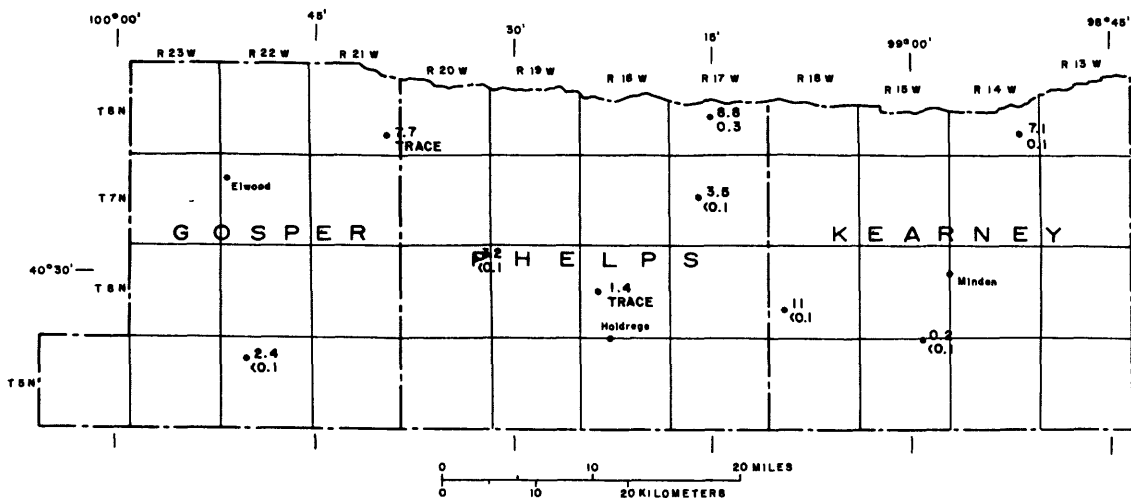 100°00'
45'
30'
15'
99°00'
98°45'
R 23 W
R 22 W
R 21 W
R 20 W
R 19 W
R 18 W
R 17 W
R 16 W
R 15 W
R 14 W
R 13 W
T 8 N
7.7
TRACE
8.8
0.3
7.1
0.1
T 7 N
Elwood
3.5
<0.1
GOSPER
KEARNEY
PHELPS
<0.1
40°30'
T 6 N
1.4
TRACE
Minden
11
<0.1
Holdrege
0.2
<0.1
2.4
<0.1
T 5 N
0 10 20 MILES
0 10 20 KILOMETERS